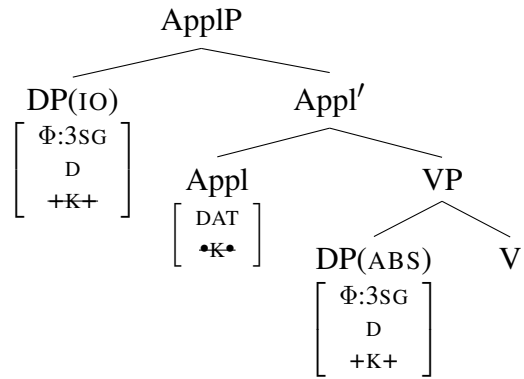 ApplP
DP(IO) Appl′
Φ:3SG
D
+K+
Appl VP
DAT
•K•
DP(ABS) V
Φ:3SG
D
+K+